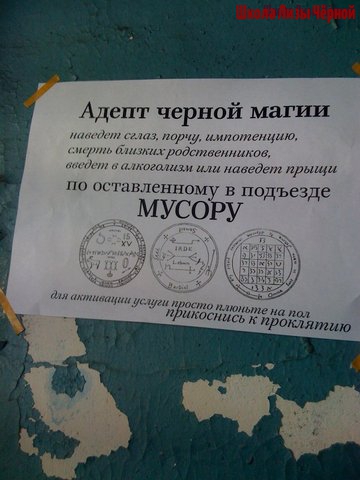 Школа Лизы Чёрной
Адепт черной магии
наведет сглаз, порчу, импотенцию,
смерть близких родственников,
введет в алкоголизм или наведет прыщи
по оставленному в подъезде
МУСОРУ
для активации услуги просто плюньте на пол
прикоснись к проклятию